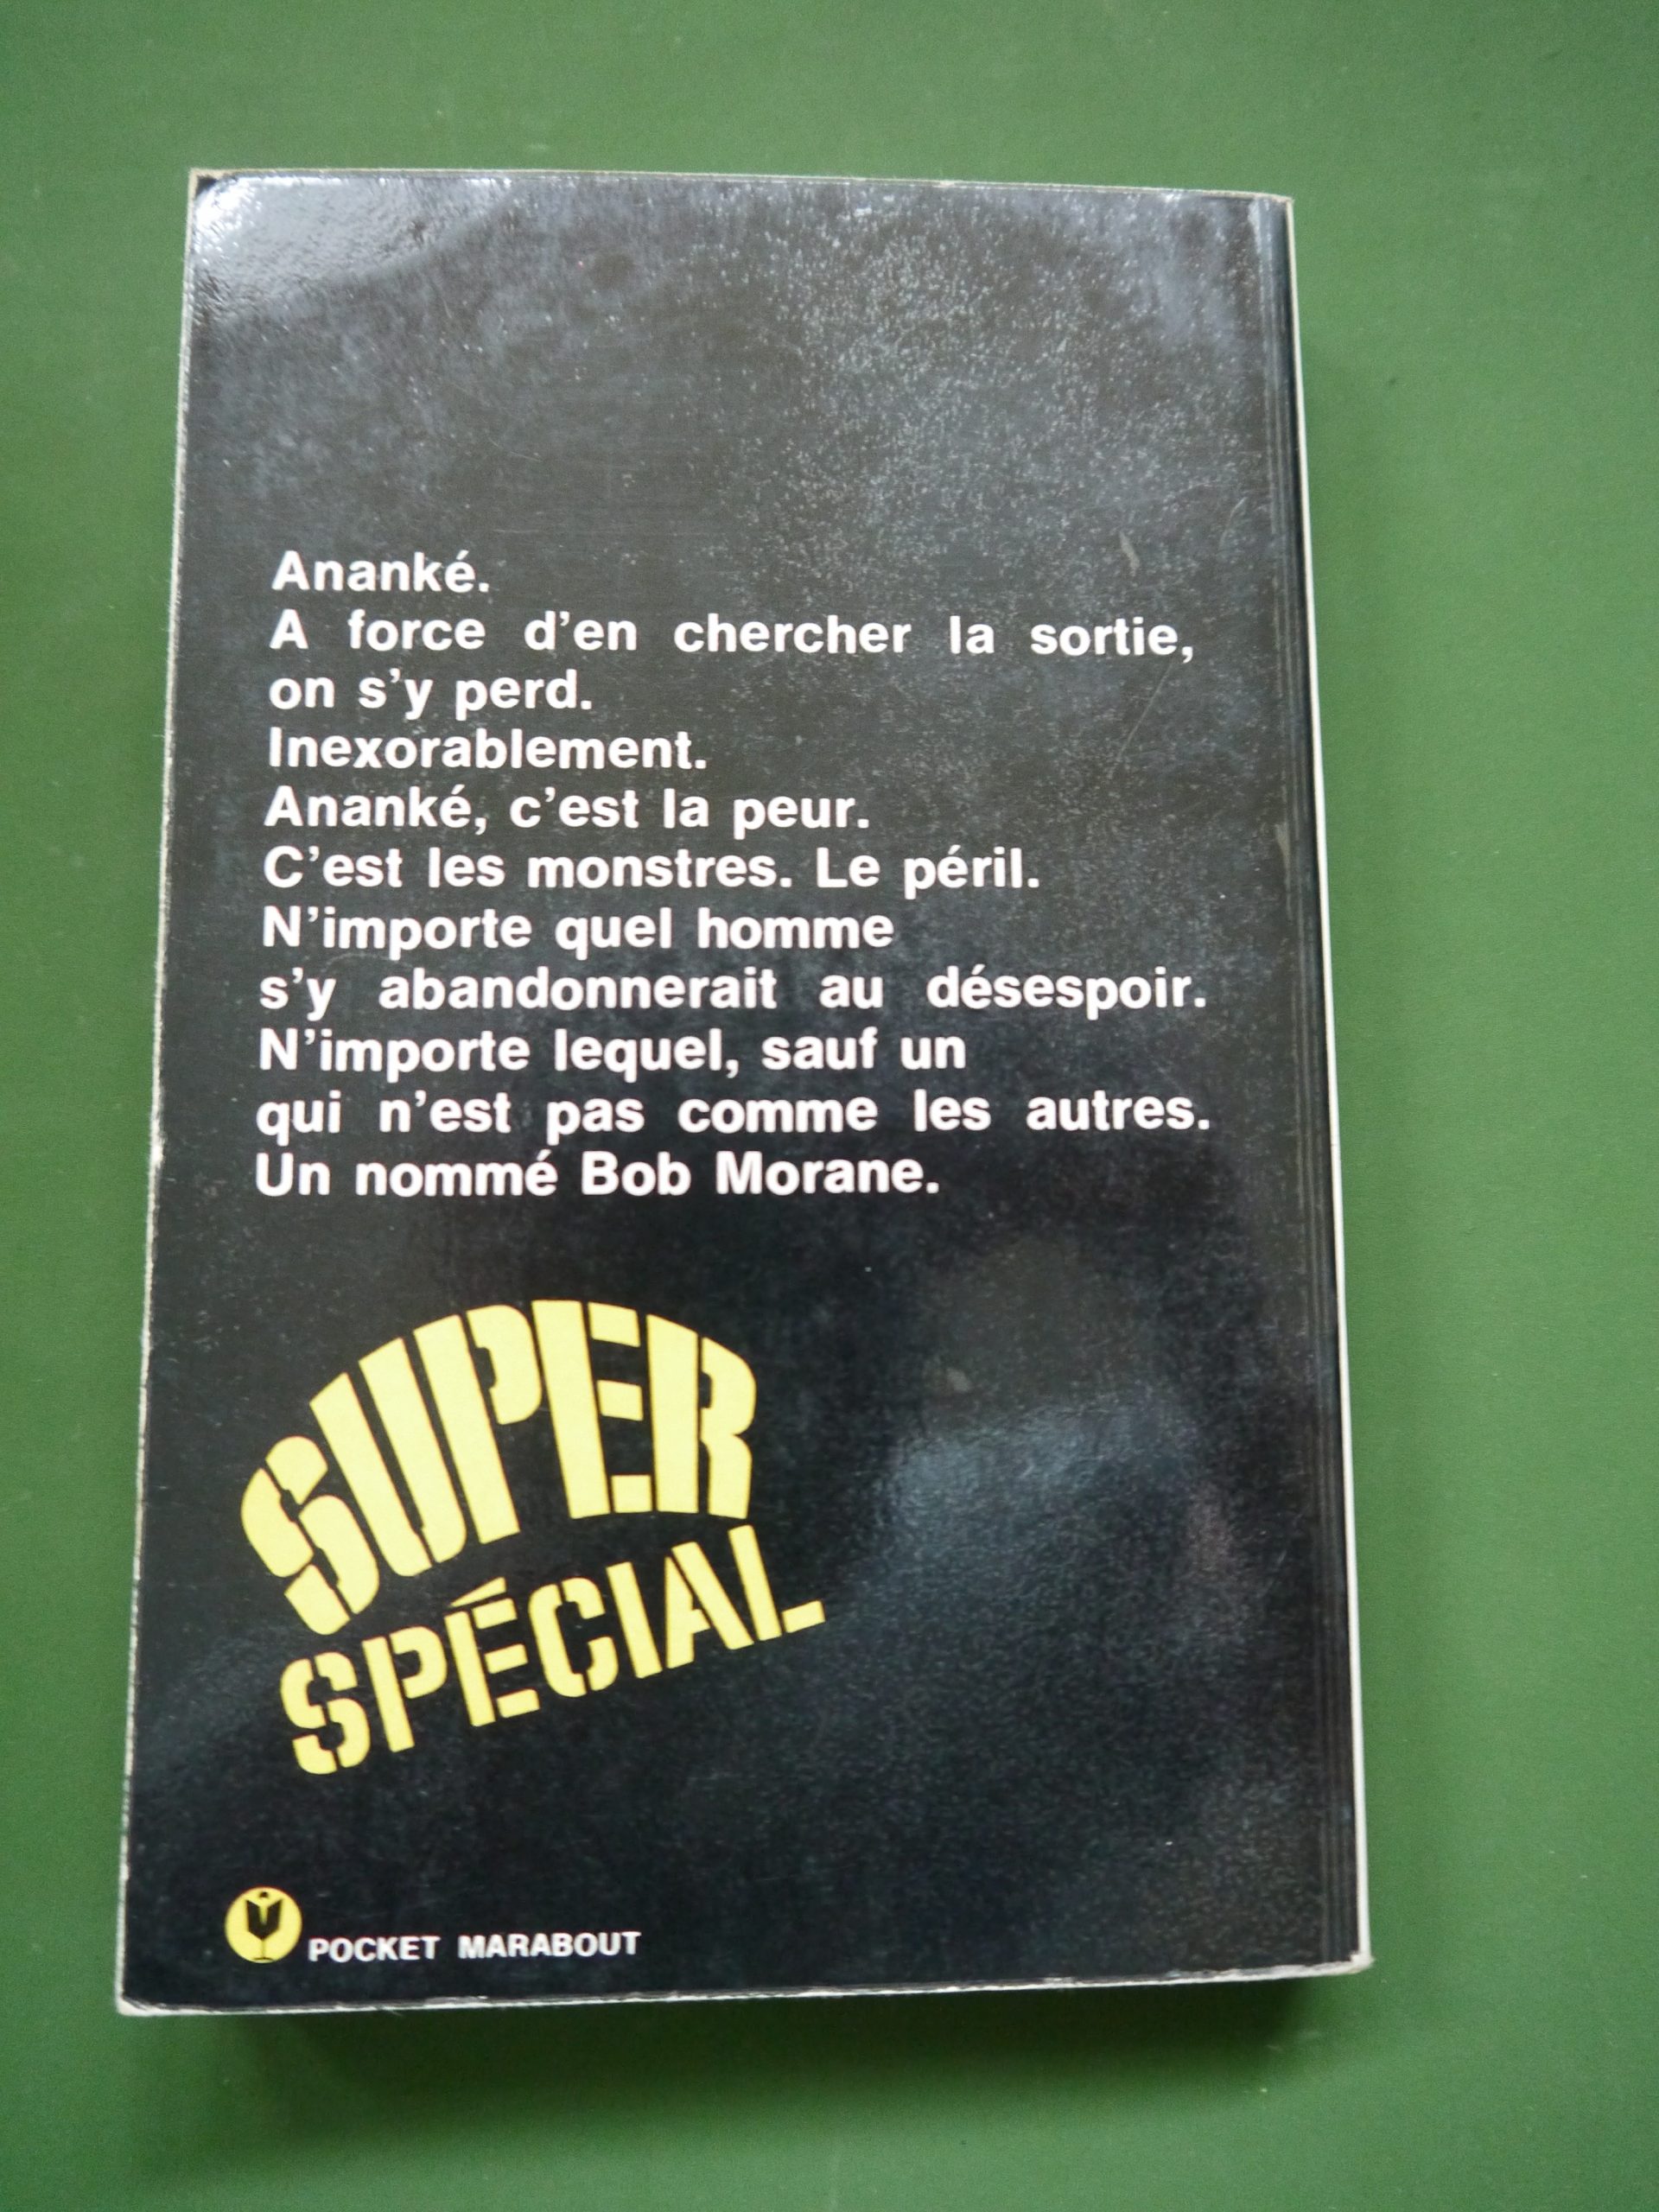 Ananké.
A force d'en chercher la sortie,
on s'y perd.
Inexorablement.
Ananké, c'est la peur.
C'est les monstres. Le péril.
N'importe quel homme
s'y abandonnerait au désespoir.
N'importe lequel, sauf un
qui n'est pas comme les autres.
Un nommé Bob Morane.
SUPER
SPÉCIAL
POCKET MARABOUT